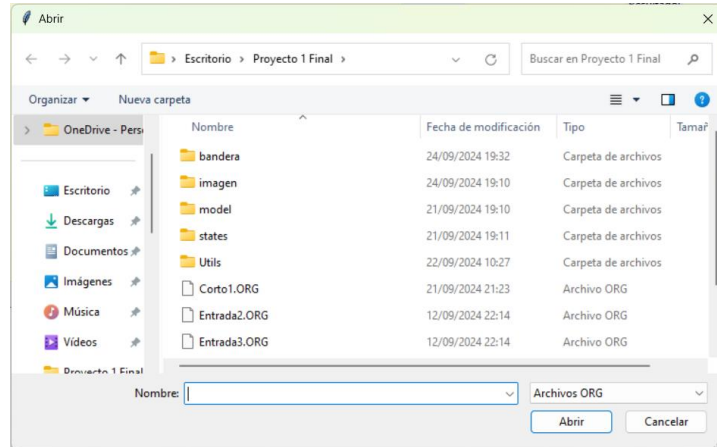 Abrir
Escritorio > Proyecto 1 Final >
Buscar en Proyecto 1 Final
Organizar
Nueva carpeta
OneDrive - Pers
Nombre Fecha de modificación Tipo Tamañ
bandera 24/09/2024 19:32 Carpeta de archivos
imagen 24/09/2024 19:10 Carpeta de archivos
Escritorio
model 21/09/2024 19:10 Carpeta de archivos
Descargas
states 21/09/2024 19:11 Carpeta de archivos
Documentos
Utils 22/09/2024 10:27 Carpeta de archivos
Imágenes
Corto1.ORG 21/09/2024 21:23 Archivo ORG
Música
Entrada2.ORG 12/09/2024 22:14 Archivo ORG
Vídeos
Entrada3.ORG 12/09/2024 22:14 Archivo ORG
Proyecto 1 Final
Nombre:
Archivos ORG
Abrir
Cancelar